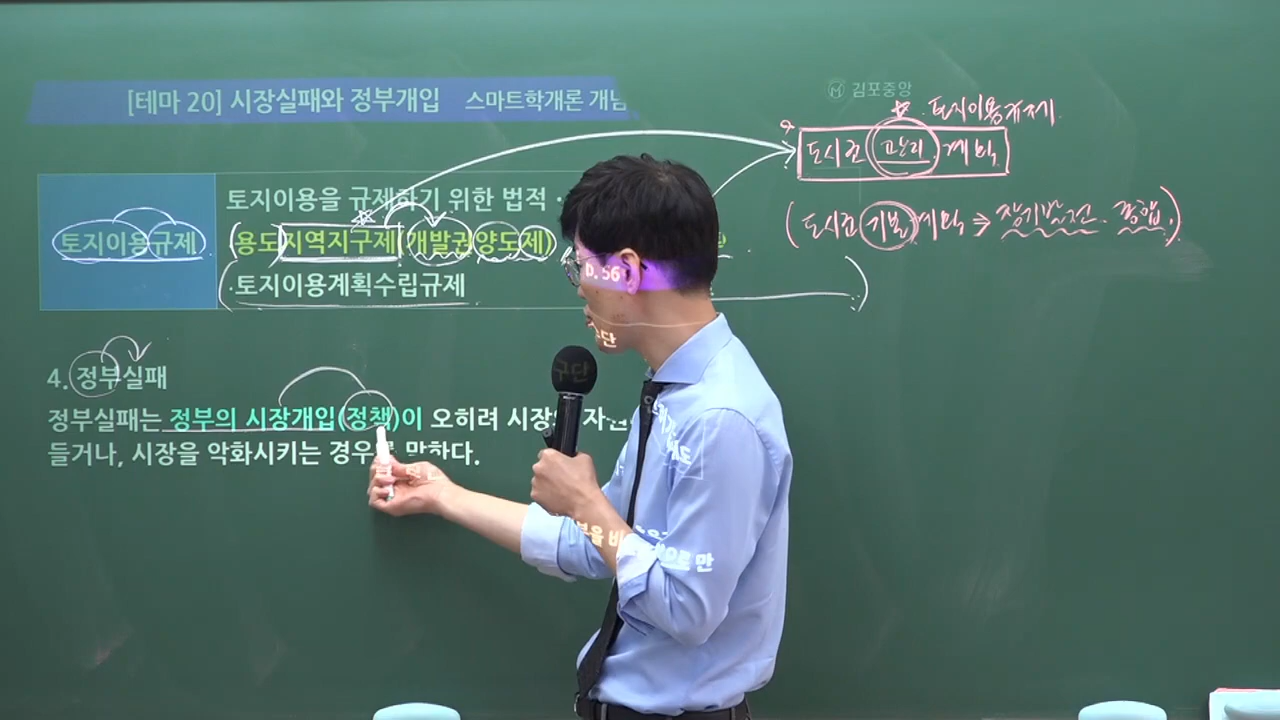 [테마 20] 시장실패와 정부개입 스마트학개론 개념
김포중앙
토지이용규제
도시군 관리 계획
(도시군 기본 계획 ⇒ 장기발전. 종합.)
토지이용규제
토지이용을 규제하기 위한 법적 ·
(용도지역지구제(개발권양도제)
토지이용계획수립규제
p. 56
4. 정부실패
정부실패는 정부의 시장개입(정책)이 오히려 시장의 자원
들거나, 시장을 악화시키는 경우를 말한다.